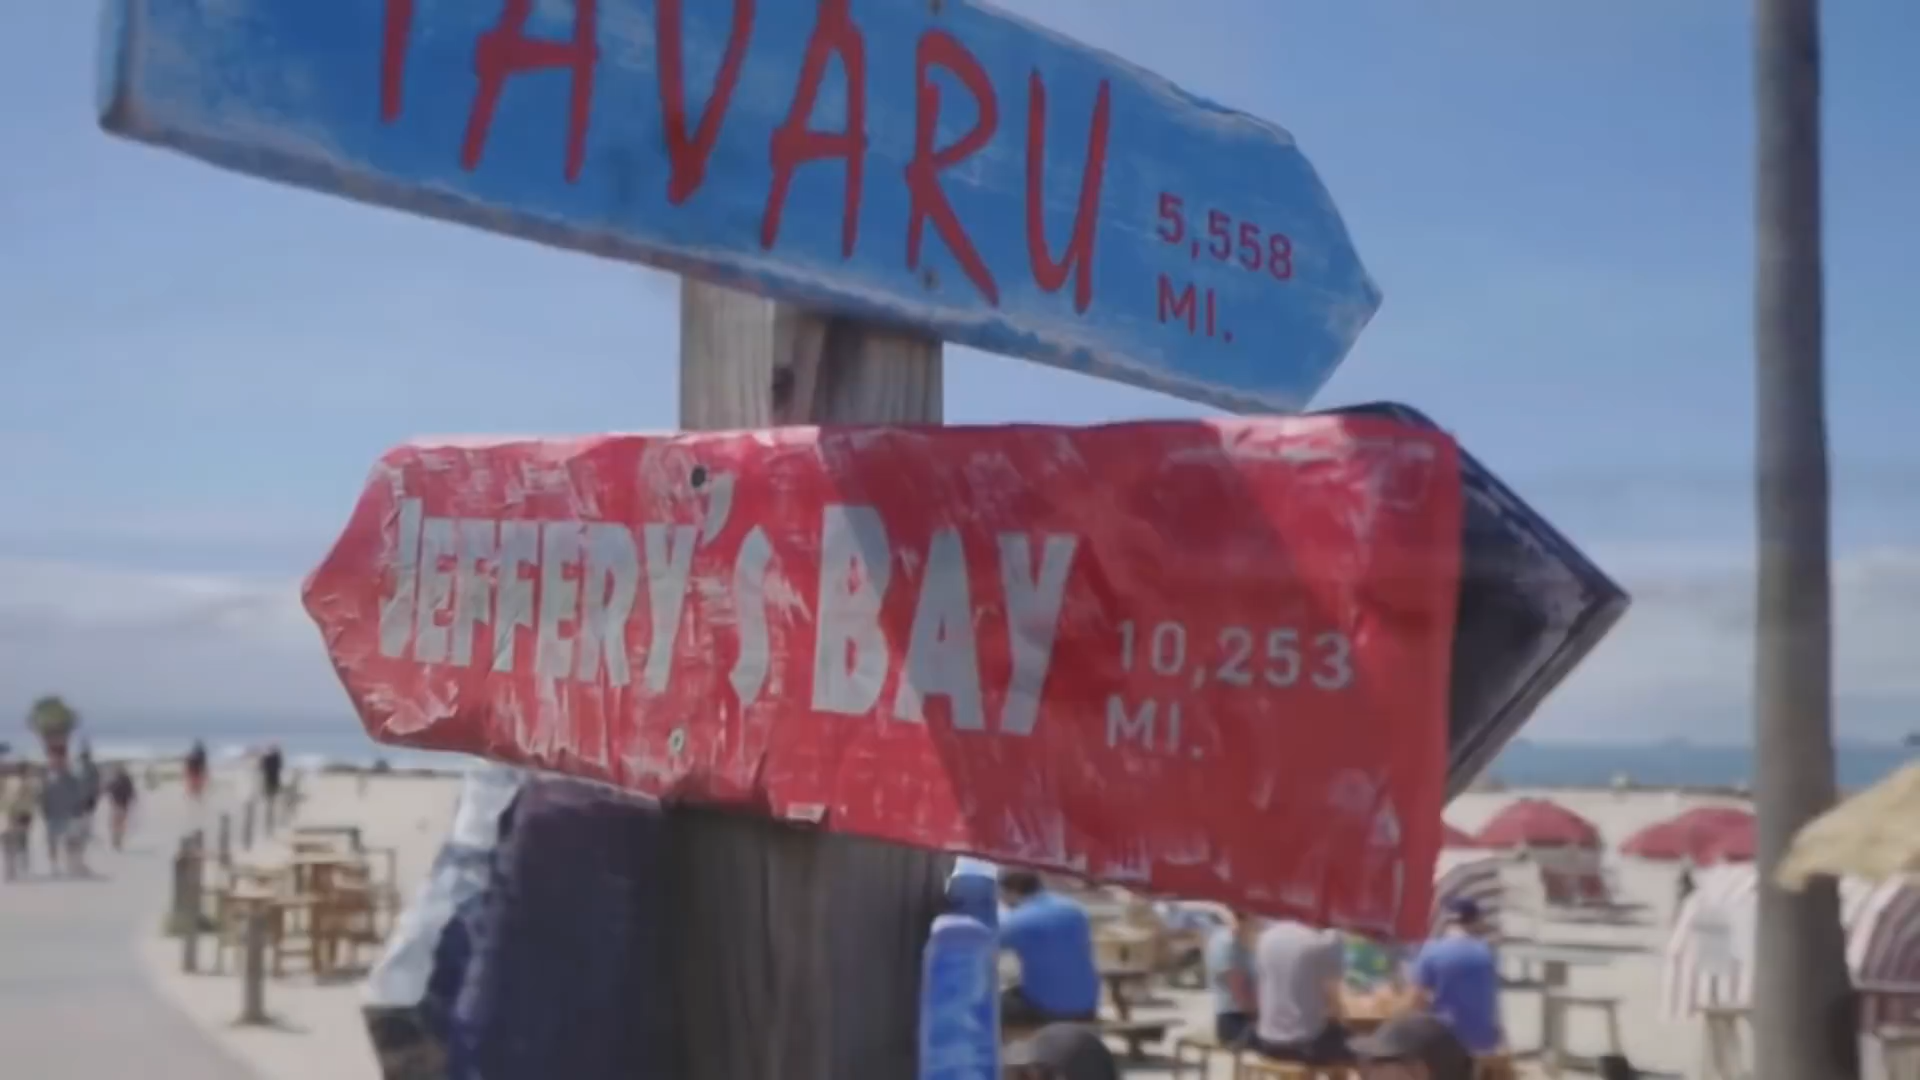 TAVARU
5,558
MI.
JEFFERY'S BAY
10,253
MI.